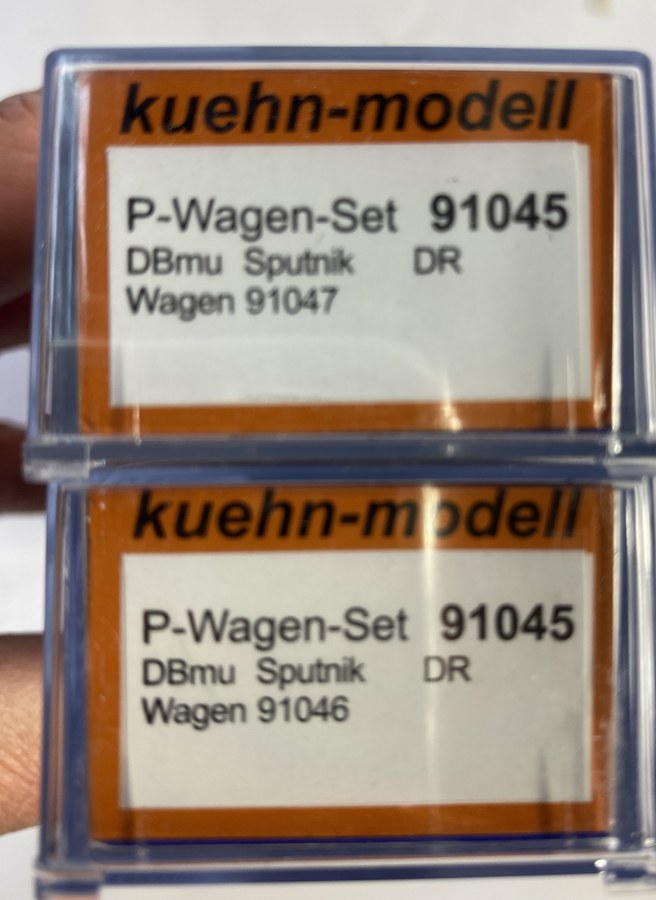 kuehn-modell
P-Wagen-Set 91045
DBmu Sputnik DR
Wagen 91047
kuehn-modell
P-Wagen-Set 91045
DBmu Sputnik DR
Wagen 91046